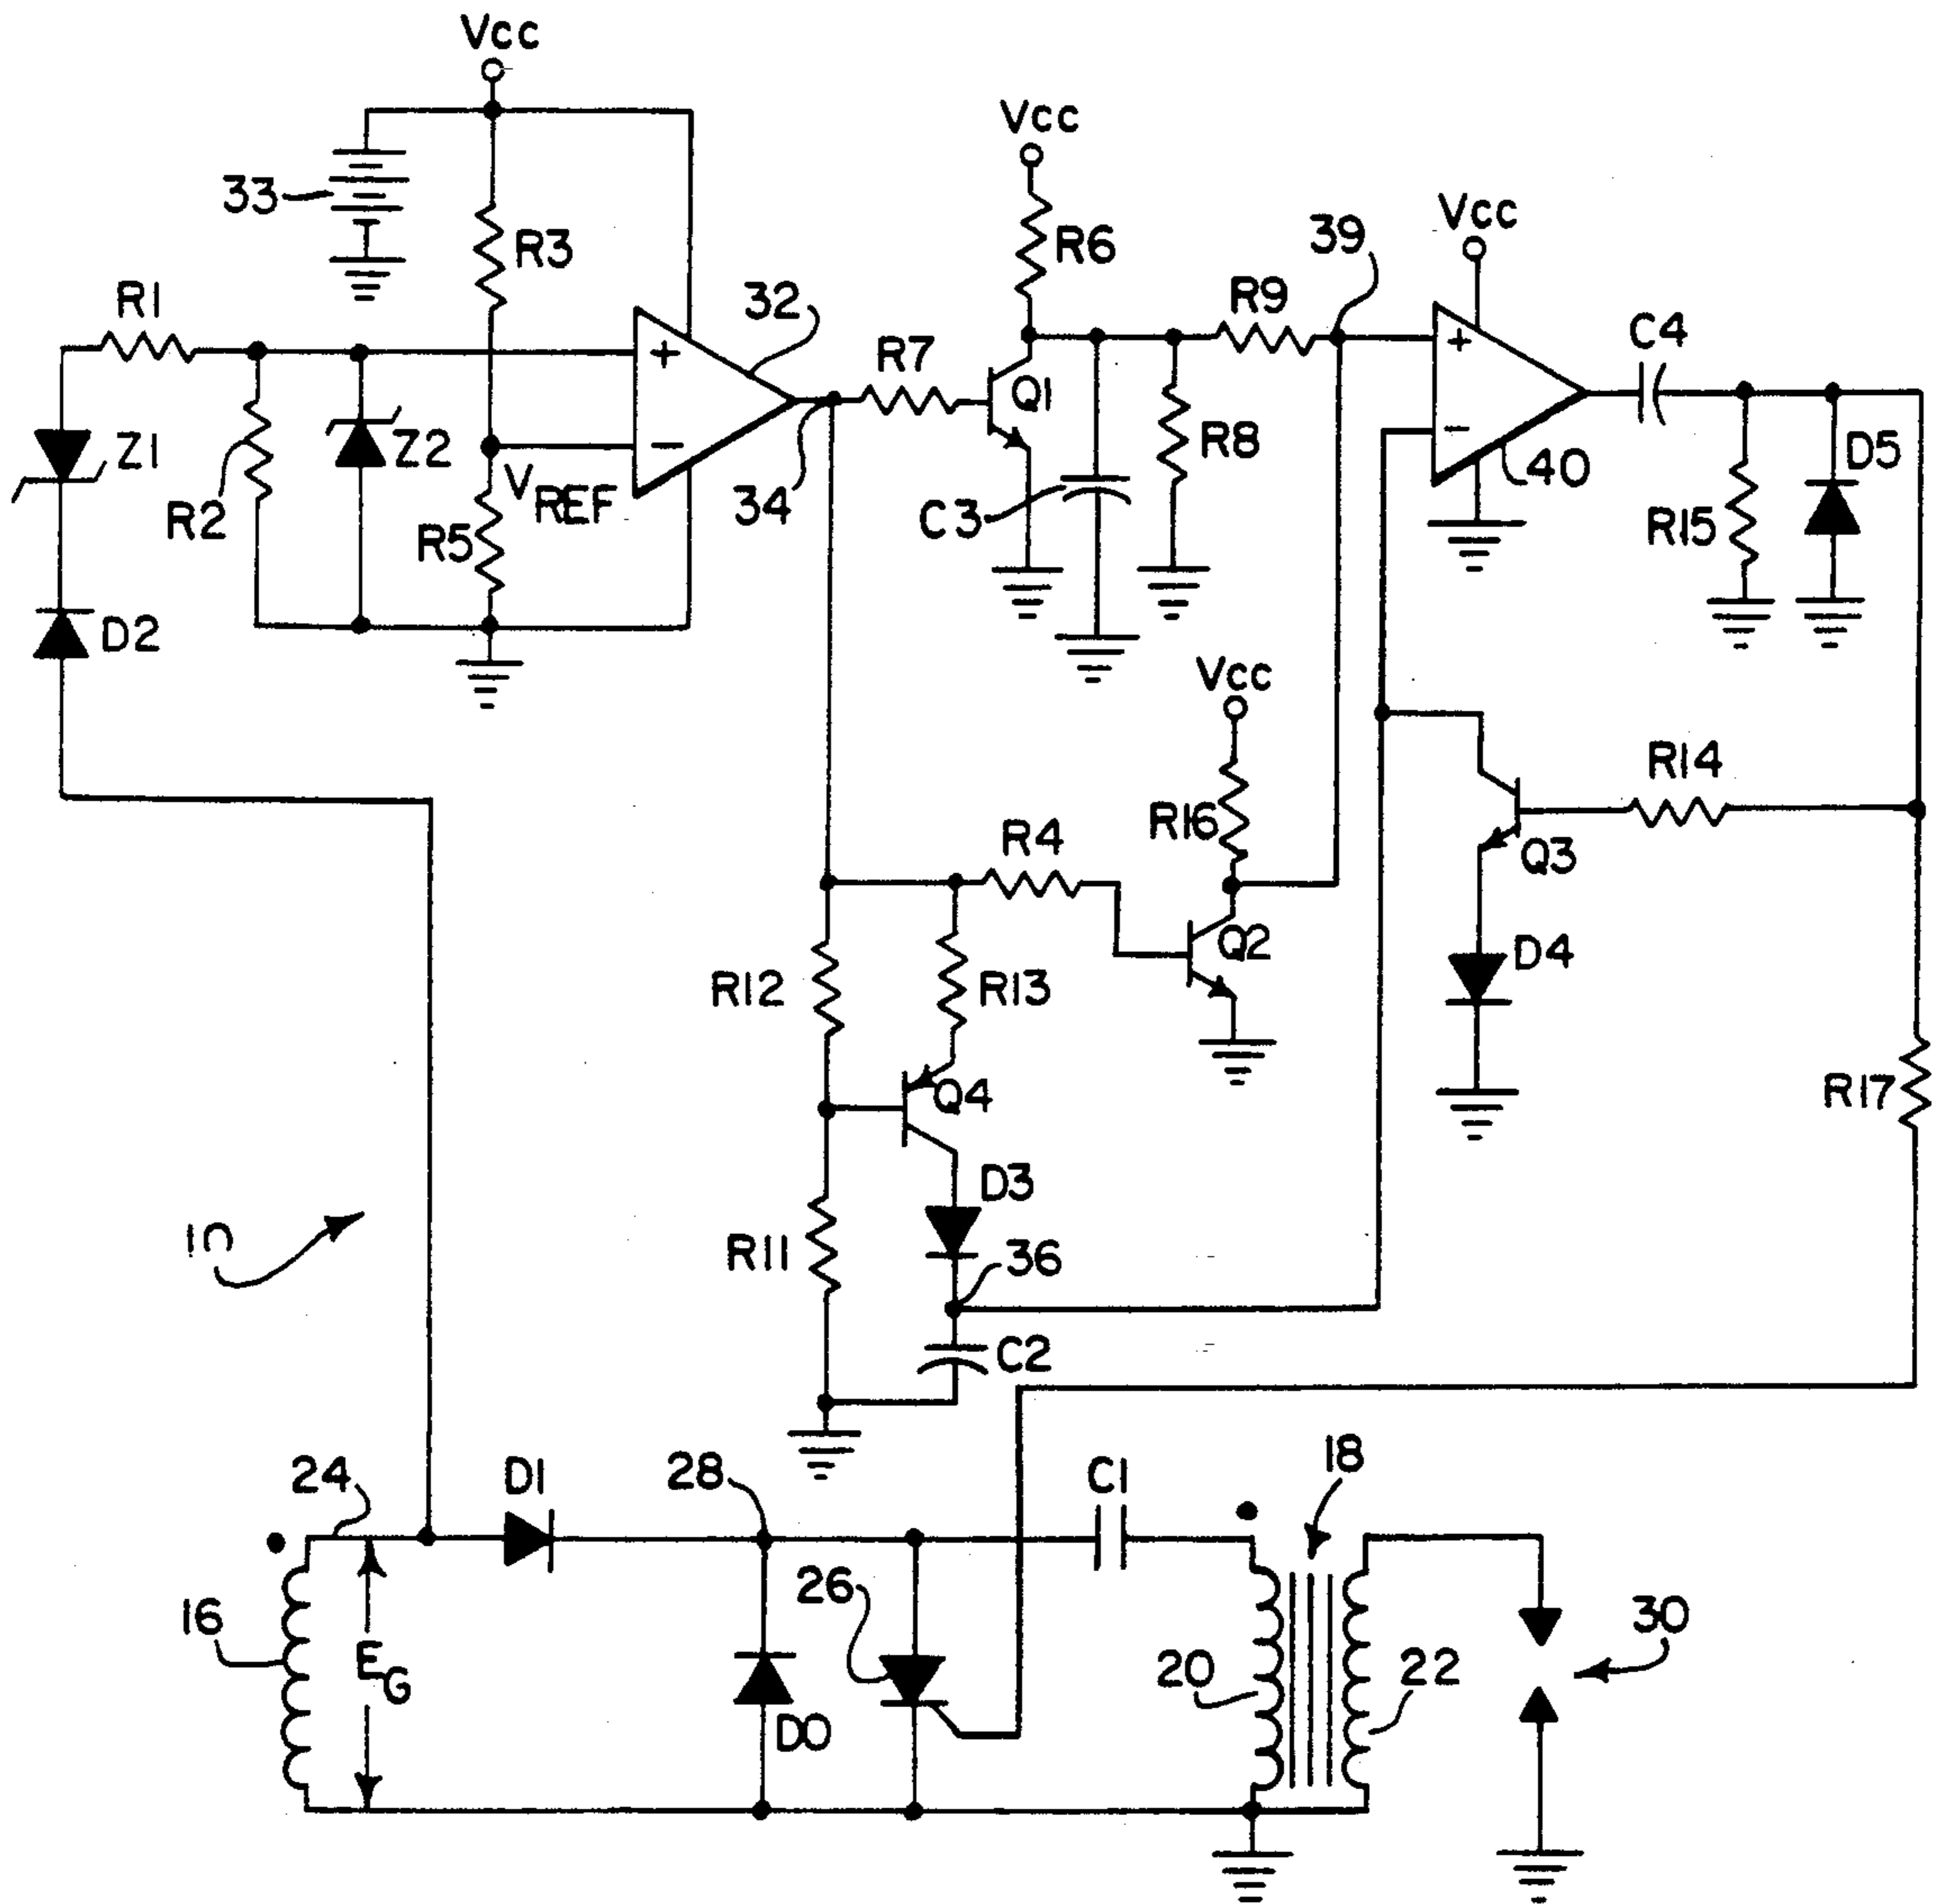 Vcc
Vcc
33
R3
R6
39
Vcc
R1
32
R9
C4
R7
Q1
+
+
Z1
Z2
R8
D5
R2
−
VREF
34
−
40
R5
C3
R15
D2
Vcc
R14
R16
R4
Q3
Q2
D4
R12
R13
Q4
R17
D3
10
R11
36
C2
18
24
D1
28
C1
26
16
EG
20
22
30
D0